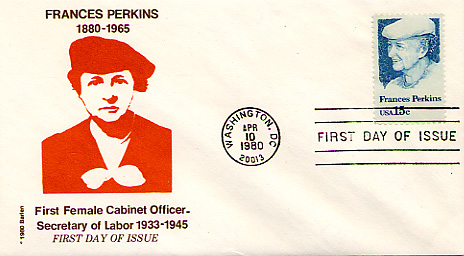 FRANCES PERKINS
1880-1965
First Female Cabinet Officer-
Secretary of Labor 1933-1945
FIRST DAY OF ISSUE
© 1980 Barlen
WASHINGTON, DC
APR
10
1980
20013
Frances Perkins
USA 15c
FIRST DAY OF ISSUE